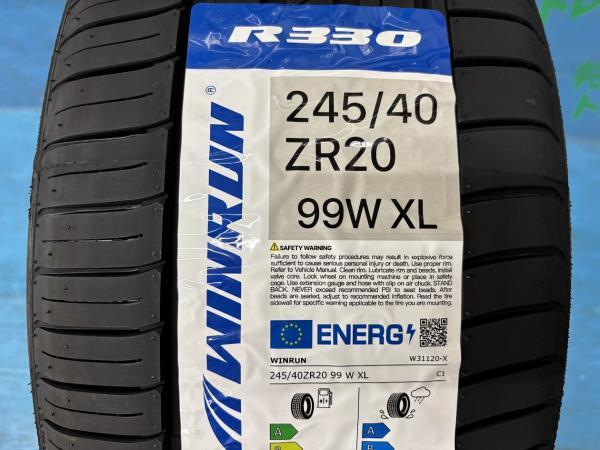 R330
WINRUN®
245/40
ZR20
99W XL
SAFETY WARNING
Failure to follow safety procedures may result in explosive force
sufficient to cause serious personal injury or death. Use proper rim.
Refer to Vehicle Manual. Clean rim. Lubricate rim and beads. Install
valve core. Lock wheel on mounting machine or place in safety
cage. Use extension gauge and hose with clip on air chuck. STAND
BACK. NEVER exceed recommended PSI to seat beads. After
beads are seated, adjust to recommended inflation. Read the tire
sidewall for specific warning applicable to the tire you are mounting.
ENERG
WINRUN W31120-X
245/40ZR20 99 W XL C1
A A
B B